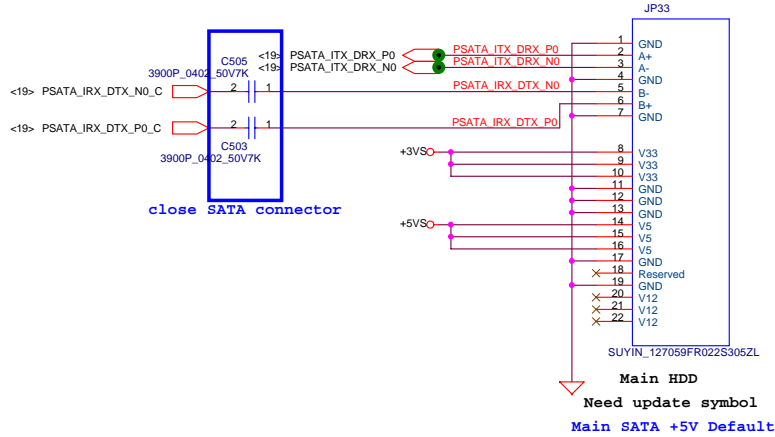 JP33
C505
3900P_0402_50V7K
<19> PSATA_ITX_DRX_P0
<19> PSATA_ITX_DRX_N0
PSATA_ITX_DRX_P0
PSATA_ITX_DRX_N0
<19> PSATA_IRX_DTX_N0_C
2 1
PSATA_IRX_DTX_N0
<19> PSATA_IRX_DTX_P0_C
2 1
PSATA_IRX_DTX_P0
C503
3900P_0402_50V7K
close SATA connector
+3VS
+5VS
1 GND
2 A+
3 A-
4 GND
5 B-
6 B+
7 GND
8 V33
9 V33
10 V33
11 GND
12 GND
13 GND
14 V5
15 V5
16 V5
17 GND
18 Reserved
19 GND
20 V12
21 V12
22 V12
SUYIN_127059FR022S305ZL
Main HDD
Need update symbol
Main SATA +5V Default